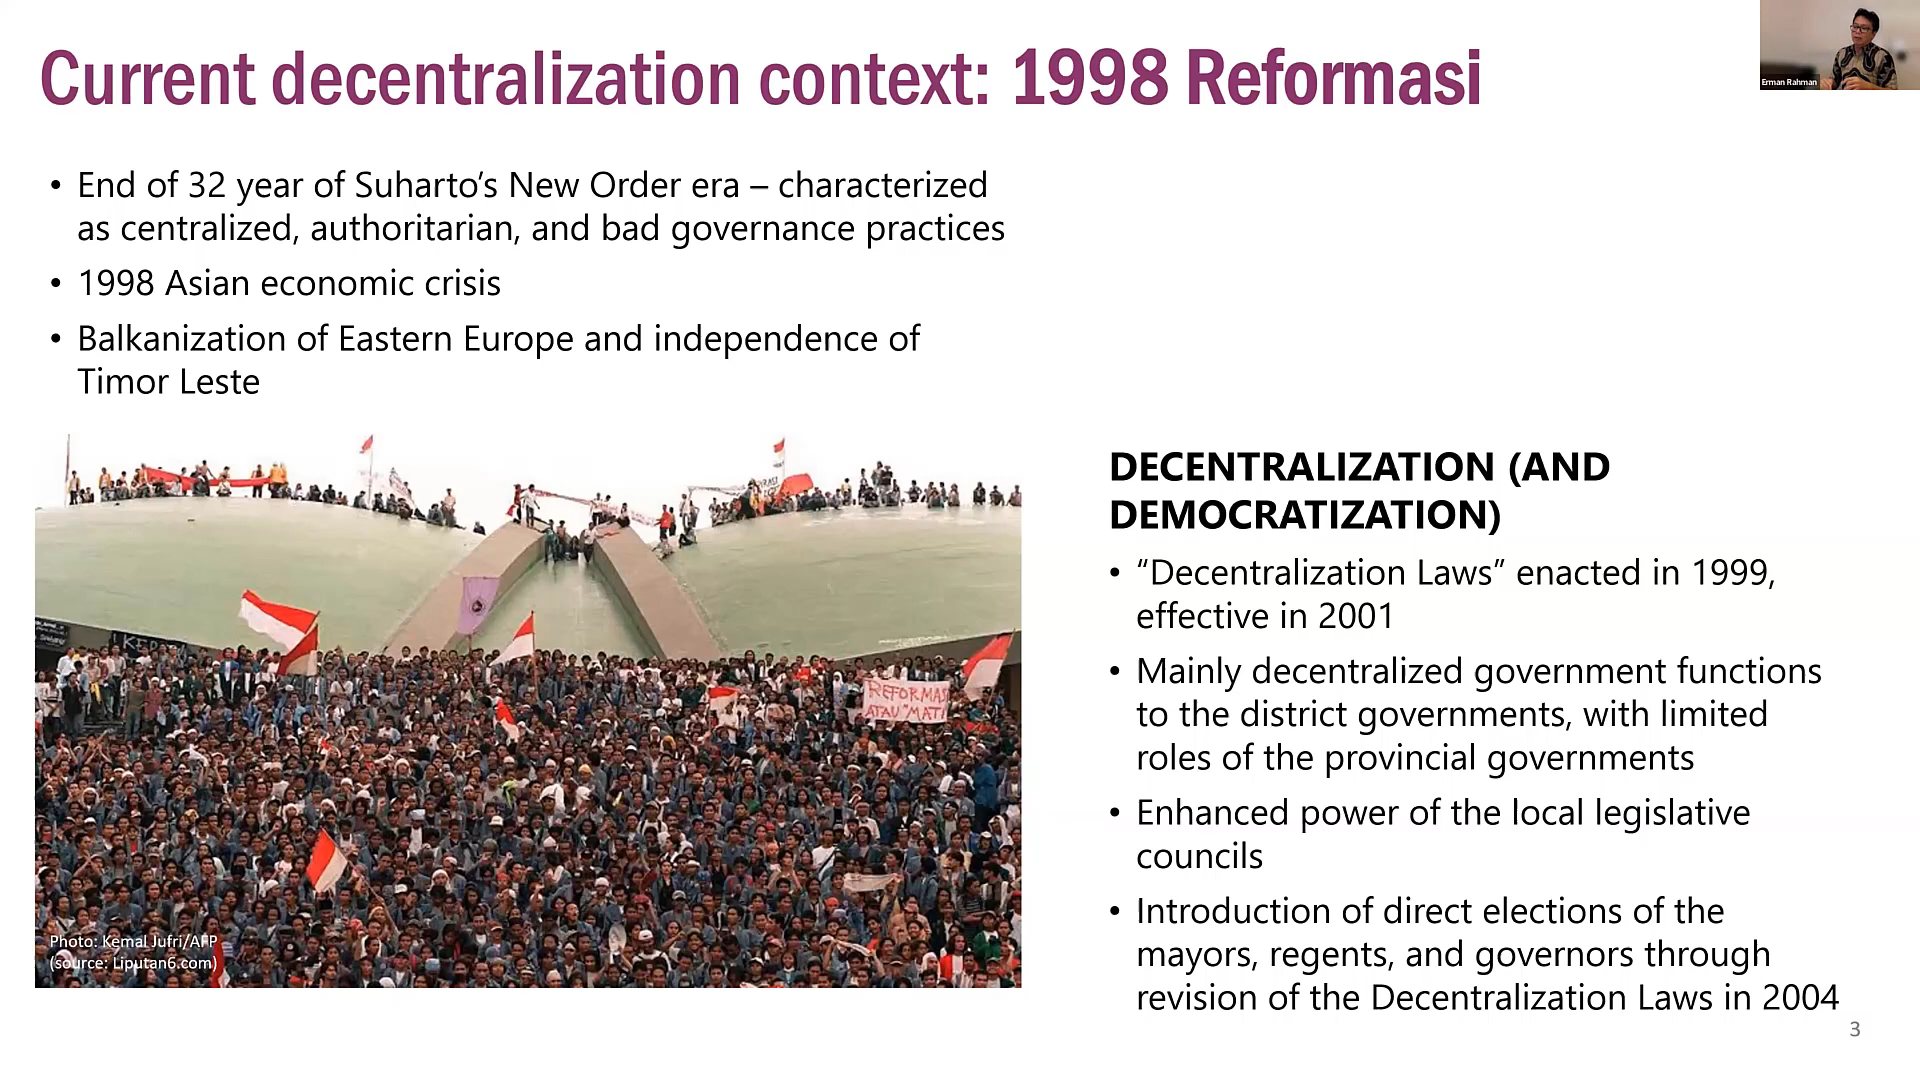 Current decentralization context: 1998 Reformasi
Erman Rahman
• End of 32 year of Suharto’s New Order era – characterized
as centralized, authoritarian, and bad governance practices
• 1998 Asian economic crisis
• Balkanization of Eastern Europe and independence of
Timor Leste
REFORMASI
ATAU "MATI
Photo: Kemal Jufri/AFP
(source: Liputan6.com)
DECENTRALIZATION (AND
DEMOCRATIZATION)
• “Decentralization Laws” enacted in 1999,
effective in 2001
• Mainly decentralized government functions
to the district governments, with limited
roles of the provincial governments
• Enhanced power of the local legislative
councils
• Introduction of direct elections of the
mayors, regents, and governors through
revision of the Decentralization Laws in 2004
3